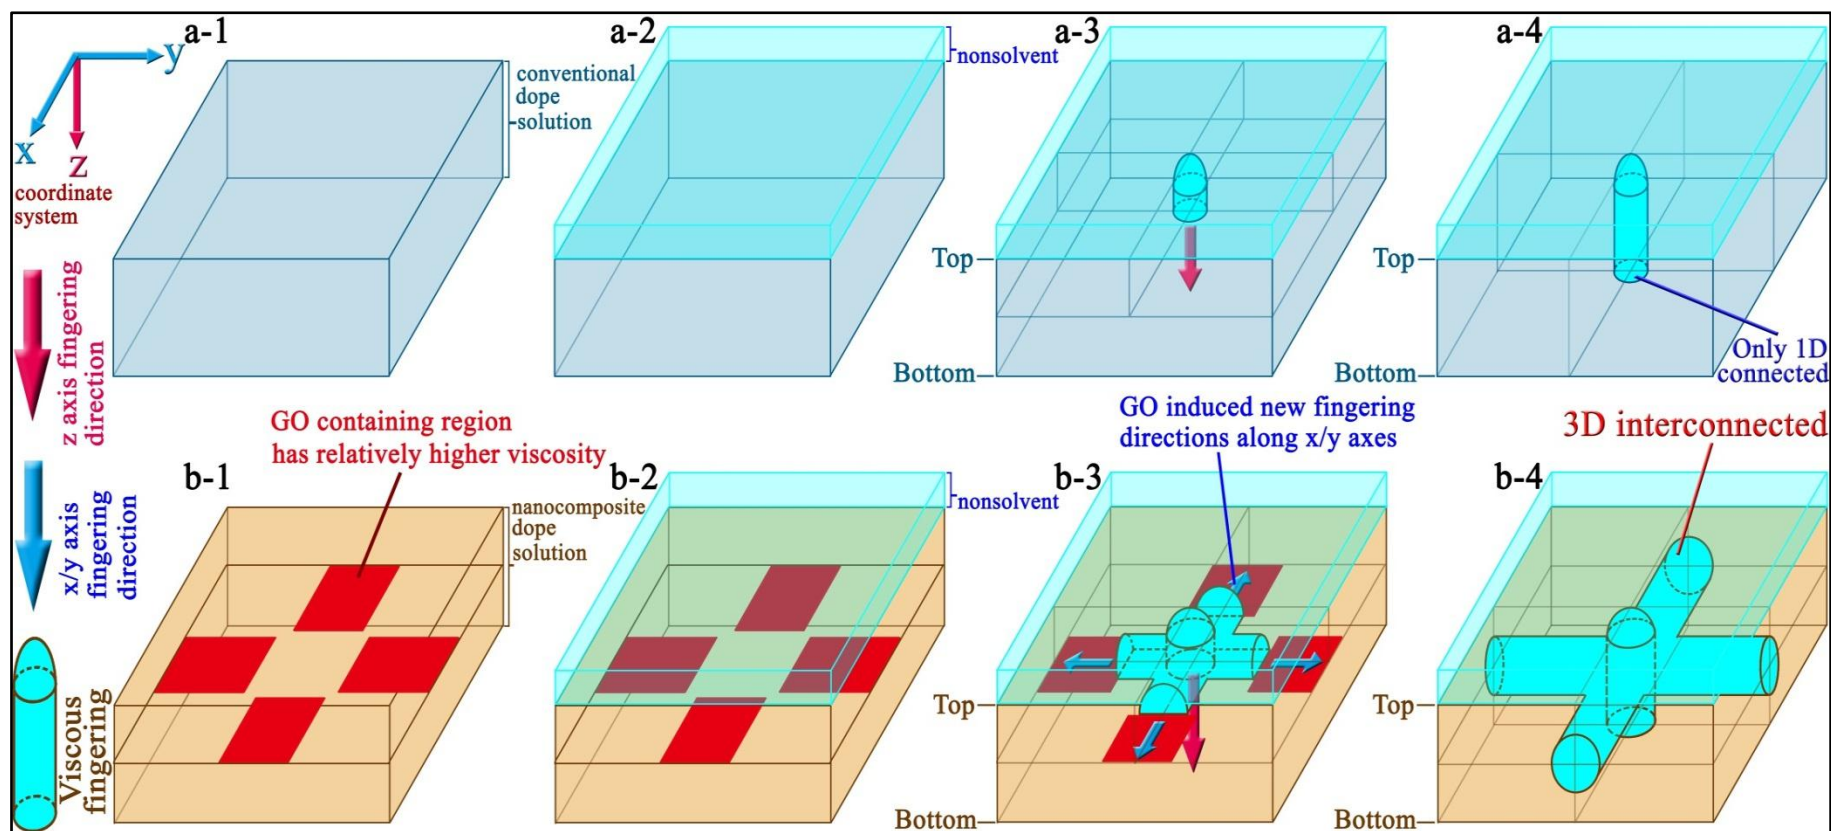 a-1
a-2
a-3
a-4
y
x
z
coordinate
system
conventional
dope
solution
nonsolvent
Top
Bottom
Top
Bottom
Only 1D
connected
z axis fingering
direction
x/y axis
fingering
direction
Viscous
fingering
GO containing region
has relatively higher viscosity
GO induced new fingering
directions along x/y axes
3D interconnected
b-1
b-2
b-3
b-4
nanocomposite
dope
solution
nonsolvent
Top
Bottom
Top
Bottom